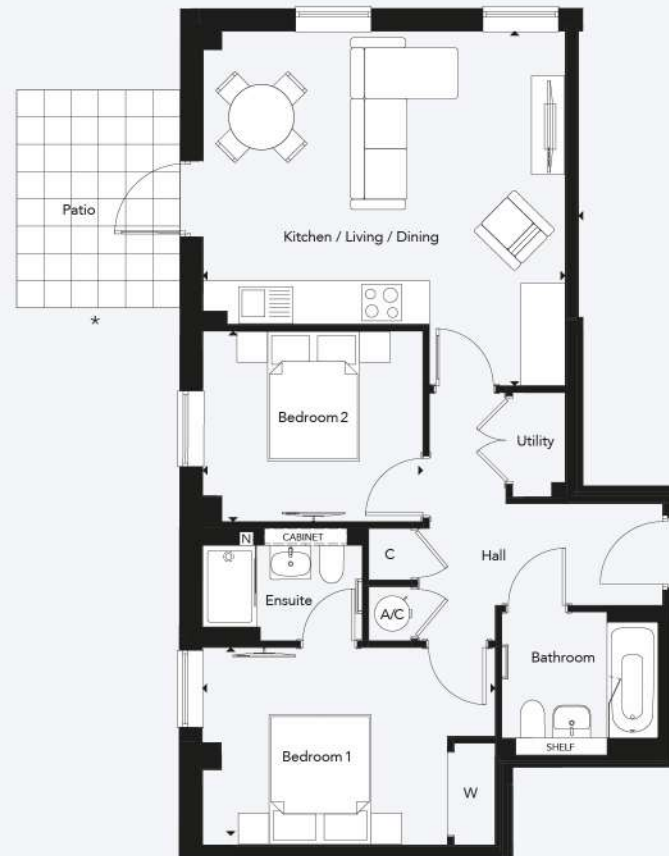 Patio
*
Kitchen / Living / Dining
Bedroom 2
Utility
N
CABINET
C
Hall
Ensuite
A/C
Bathroom
SHELF
Bedroom 1
W